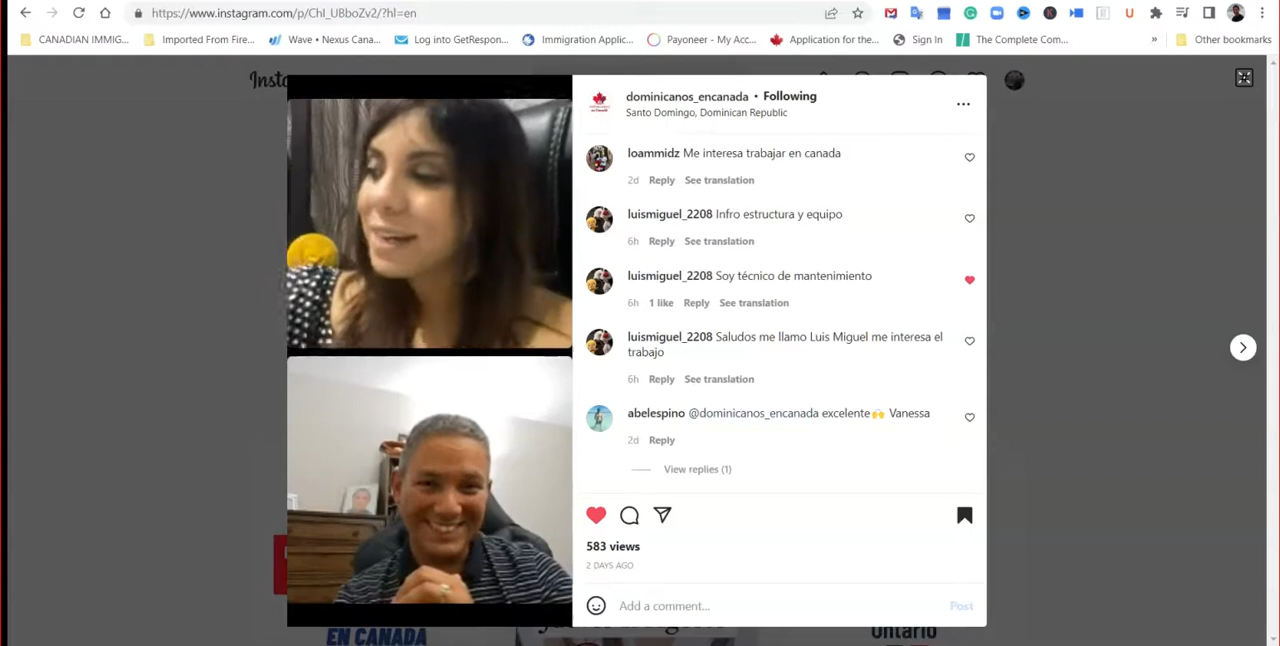 https://www.instagram.com/p/ChI_UBboZv2/?hl=en
CANADIAN IMMIG...
Imported From Fire...
Wave • Nexus Cana...
Log into GetRespon...
Immigration Applic...
Payoneer - My Acc...
Application for the...
Sign In
The Complete Com...
»
Other bookmarks
Inst
dominicanos_encanada • Following
Santo Domingo, Dominican Republic
loammidz Me interesa trabajar en canada
2d Reply See translation
luismiguel_2208 Infro estructura y equipo
6h Reply See translation
luismiguel_2208 Soy técnico de mantenimiento
6h 1 like Reply See translation
luismiguel_2208 Saludos me llamo Luis Miguel me interesa el
trabajo
6h Reply See translation
abelespino @dominicanos_encanada excelente🙌 Vanessa
2d Reply
View replies (1)
583 views
2 DAYS AGO
Add a comment... Post
EN CANADA
Ontario